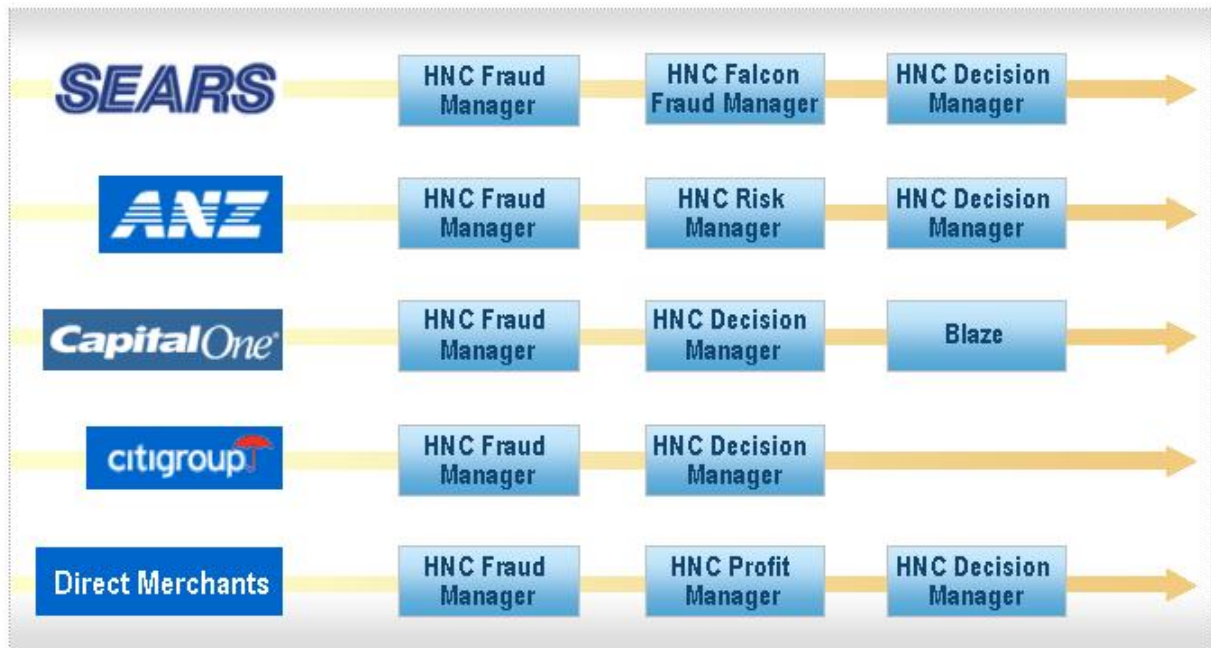 SEARS
HNC Fraud
Manager
HNC Falcon
Fraud Manager
HNC Decision
Manager
ANZ
HNC Fraud
Manager
HNC Risk
Manager
HNC Decision
Manager
CapitalOne
HNC Fraud
Manager
HNC Decision
Manager
Blaze
citigroup
HNC Fraud
Manager
HNC Decision
Manager
Direct Merchants
HNC Fraud
Manager
HNC Profit
Manager
HNC Decision
Manager